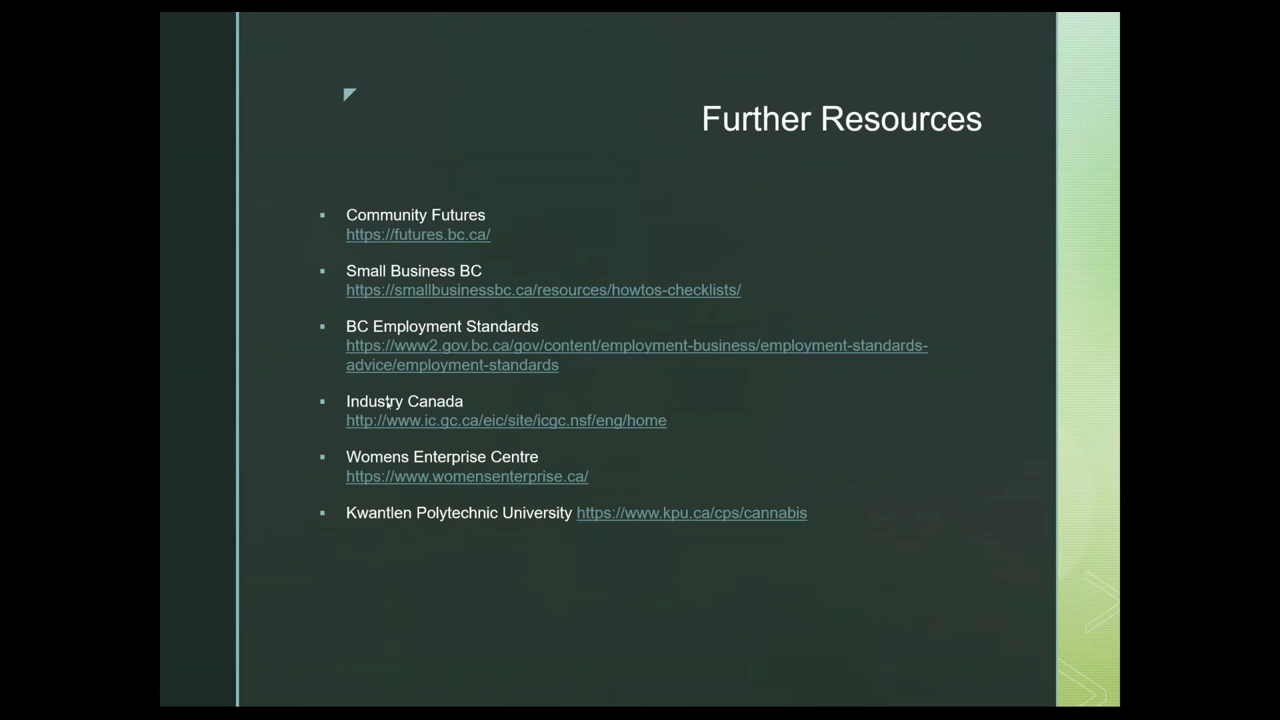 Further Resources
Community Futures
https://futures.bc.ca/
Small Business BC
https://smallbusinessbc.ca/resources/howtos-checklists/
BC Employment Standards
https://www2.gov.bc.ca/gov/content/employment-business/employment-standards-
advice/employment-standards
Industry Canada
http://www.ic.gc.ca/eic/site/icgc.nsf/eng/home
Womens Enterprise Centre
https://www.womensenterprise.ca/
Kwantlen Polytechnic University https://www.kpu.ca/cps/cannabis